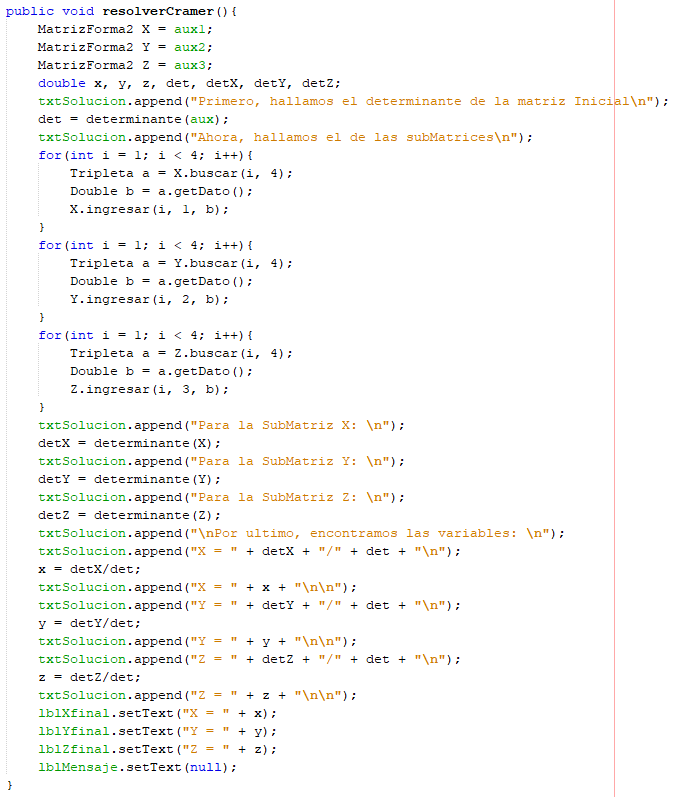 public void resolverCramer(){
    MatrizForma2 X = aux1;
    MatrizForma2 Y = aux2;
    MatrizForma2 Z = aux3;
    double x, y, z, det, detX, detY, detZ;
    txtSolucion.append("Primero, hallamos el determinante de la matriz Inicial\n");
    det = determinante(aux);
    txtSolucion.append("Ahora, hallamos el de las subMatrices\n");
    for(int i = 1; i < 4; i++){
        Tripleta a = X.buscar(i, 4);
        Double b = a.getDato();
        X.ingresar(i, 1, b);
    }
    for(int i = 1; i < 4; i++){
        Tripleta a = Y.buscar(i, 4);
        Double b = a.getDato();
        Y.ingresar(i, 2, b);
    }
    for(int i = 1; i < 4; i++){
        Tripleta a = Z.buscar(i, 4);
        Double b = a.getDato();
        Z.ingresar(i, 3, b);
    }
    txtSolucion.append("Para la SubMatriz X: \n");
    detX = determinante(X);
    txtSolucion.append("Para la SubMatriz Y: \n");
    detY = determinante(Y);
    txtSolucion.append("Para la SubMatriz Z: \n");
    detZ = determinante(Z);
    txtSolucion.append("\nPor ultimo, encontramos las variables: \n");
    txtSolucion.append("X = " + detX + "/" + det + "\n");
    x = detX/det;
    txtSolucion.append("X = " + x + "\n\n");
    txtSolucion.append("Y = " + detY + "/" + det + "\n");
    y = detY/det;
    txtSolucion.append("Y = " + y + "\n\n");
    txtSolucion.append("Z = " + detZ + "/" + det + "\n");
    z = detZ/det;
    txtSolucion.append("Z = " + z + "\n\n");
    lblXfinal.setText("X = " + x);
    lblYfinal.setText("Y = " + y);
    lblZfinal.setText("Z = " + z);
    lblMensaje.setText(null);
}